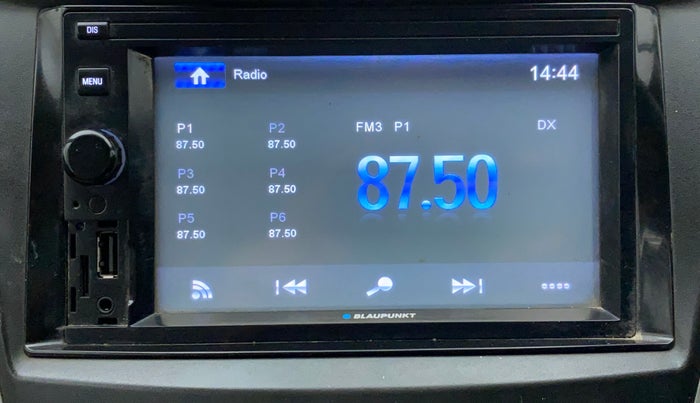 DIS
MENU
Radio
14:44
P1
87.50
P2
87.50
P3
87.50
P4
87.50
P5
87.50
P6
87.50
FM3 P1
DX
87.50
BLAUPUNKT